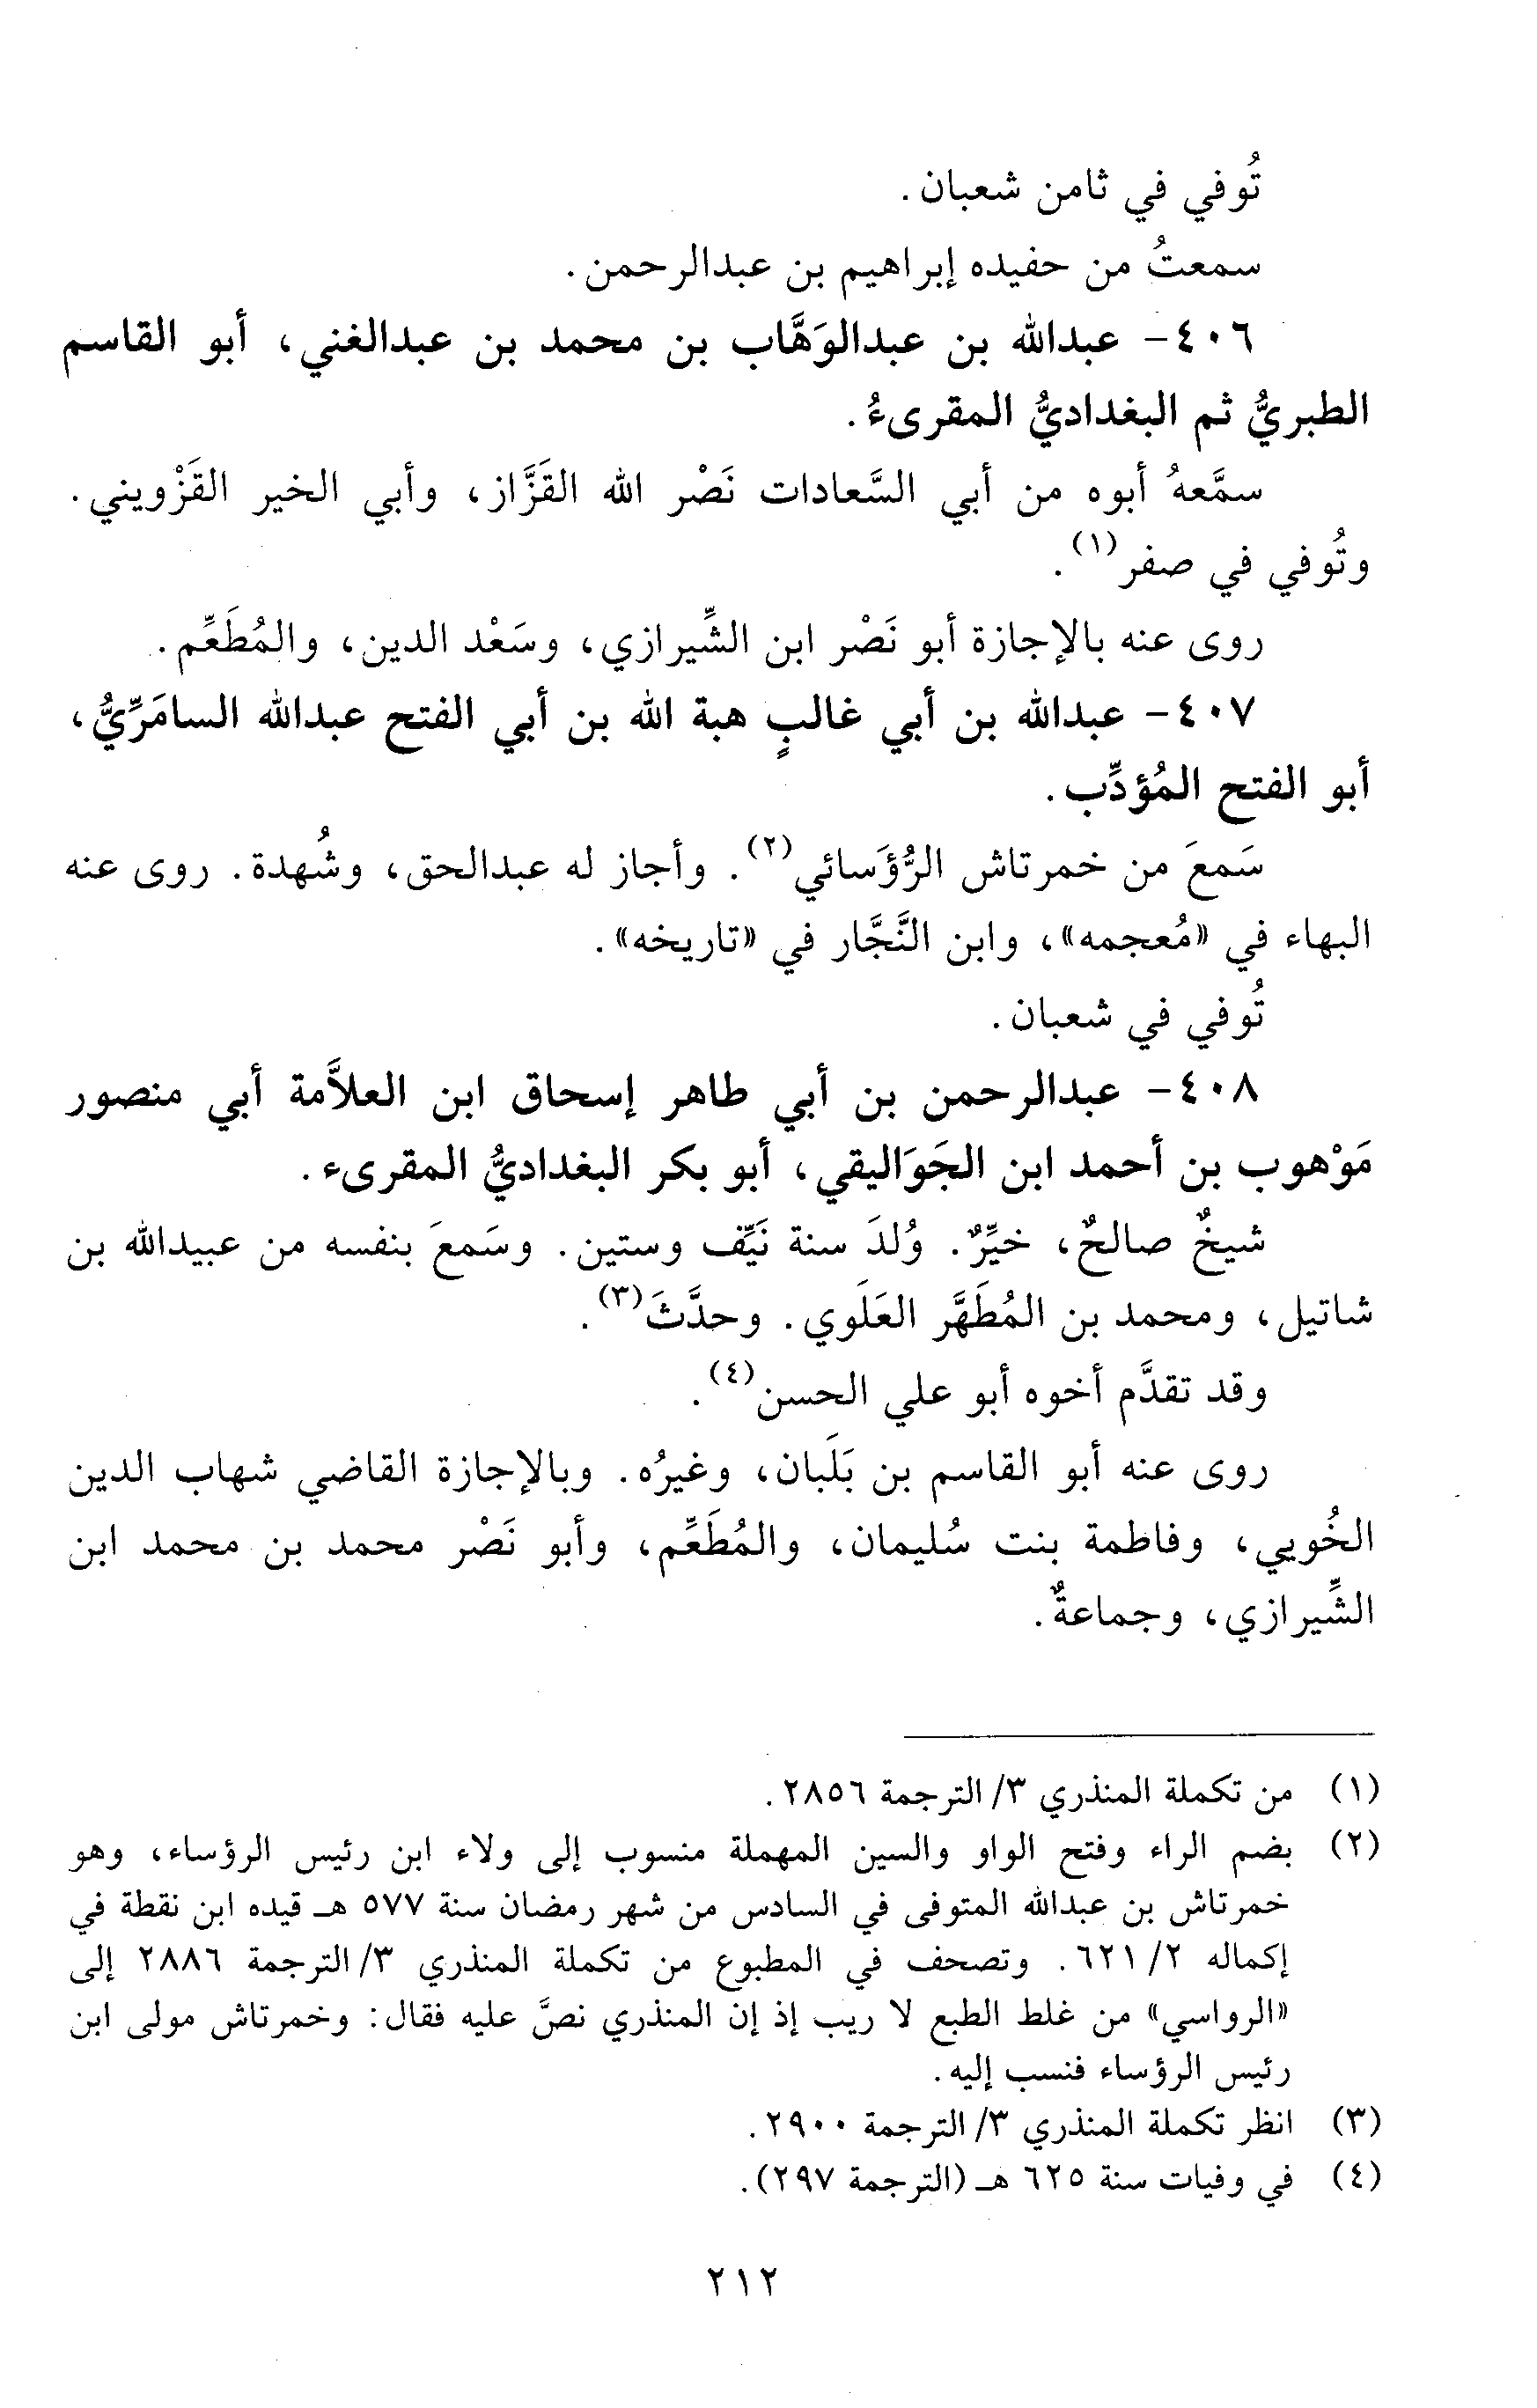 تُوفي في ثامن شعبان.
سمعتُ من حفيده إبراهيم بن عبدالرحمن.
٤٠٦- عبدالله بن عبدالوَهَّاب بن محمد بن عبدالغني، أبو القاسم
الطبريُّ ثم البغداديُّ المقرىءُ.
سمَّعهُ أبوه من أبي السَّعادات نَصْر الله القَزَّاز، وأبي الخير القَزْويني.
وتُوفي في صفر(١).
روى عنه بالإجازة أبو نَصْر ابن الشِّيرازي، وسَعْد الدين، والمُطَعِّم.
٤٠٧- عبدالله بن أبي غالبٍ هبة الله بن أبي الفتح عبدالله السامَرِّيُّ،
أبو الفتح المُؤدِّب.
سَمعَ من خمرتاش الرُّؤَسائي(٢). وأجاز له عبدالحق، وشُهدة. روى عنه
البهاء في «مُعجمه»، وابن النَّجَّار في «تاريخه».
تُوفي في شعبان.
٤٠٨- عبدالرحمن بن أبي طاهر إسحاق ابن العلاَّمة أبي منصور
مَوْهوب بن أحمد ابن الجَوَاليقي، أبو بكر البغداديُّ المقرىء.
شيخٌ صالحٌ، خيِّرٌ. وُلدَ سنة نَيِّف وستين. وسَمعَ بنفسه من عبيدالله بن
شاتيل، ومحمد بن المُطَهَّر العَلَوي. وحدَّثَ(٣).
وقد تقدَّم أخوه أبو علي الحسن(٤).
روى عنه أبو القاسم بن بَلَبان، وغيرُه. وبالإجازة القاضي شهاب الدين
الخُويي، وفاطمة بنت سُليمان، والمُطَعِّم، وأبو نَصْر محمد بن محمد ابن
الشِّيرازي، وجماعةٌ.
(١) من تكملة المنذري ٣/ الترجمة ٢٨٥٦.
(٢) بضم الراء وفتح الواو والسين المهملة منسوب إلى ولاء ابن رئيس الرؤساء، وهو
خمرتاش بن عبدالله المتوفى في السادس من شهر رمضان سنة ٥٧٧ هـ قيده ابن نقطة في
إكماله ٢/ ٦٢١. وتصحف في المطبوع من تكملة المنذري ٣/ الترجمة ٢٨٨٦ إلى
«الرواسي» من غلط الطبع لا ريب إذ إن المنذري نصَّ عليه فقال: وخمرتاش مولى ابن
رئيس الرؤساء فنسب إليه.
(٣) انظر تكملة المنذري ٣/ الترجمة ٢٩٠٠.
(٤) في وفيات سنة ٦٢٥ هـ (الترجمة ٢٩٧).
٢١٢